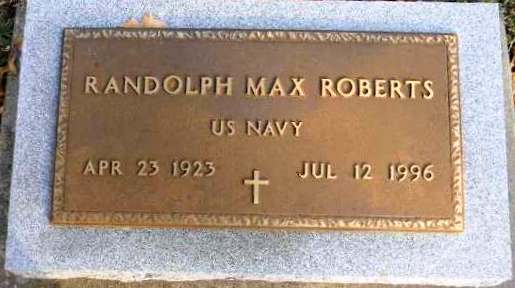 RANDOLPH MAX ROBERTS
US NAVY
APR 23 1923 JUL 12 1996